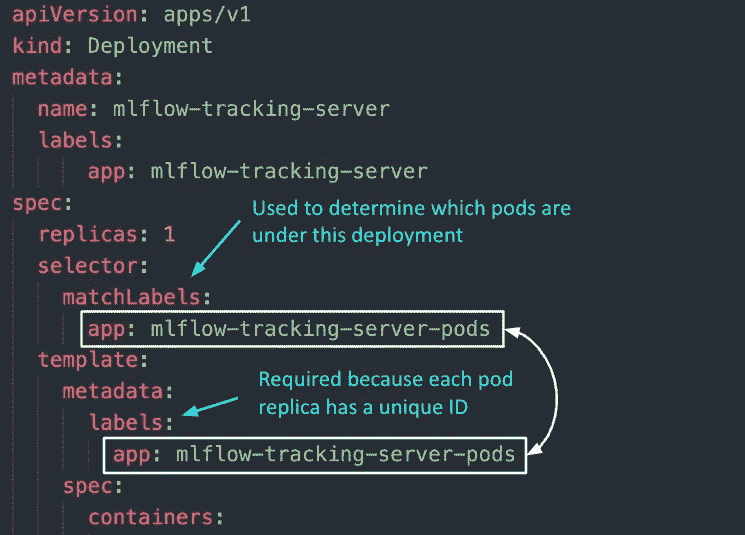 apiVersion: apps/v1
kind: Deployment
metadata:
name: mlflow-tracking-server
labels:
app: mlflow-tracking-server
spec:
Used to determine which pods are
under this deployment
replicas: 1
selector:
matchLabels:
app: mlflow-tracking-server-pods
template:
Required because each pod
replica has a unique ID
metadata:
labels:
app: mlflow-tracking-server-pods
spec:
containers: